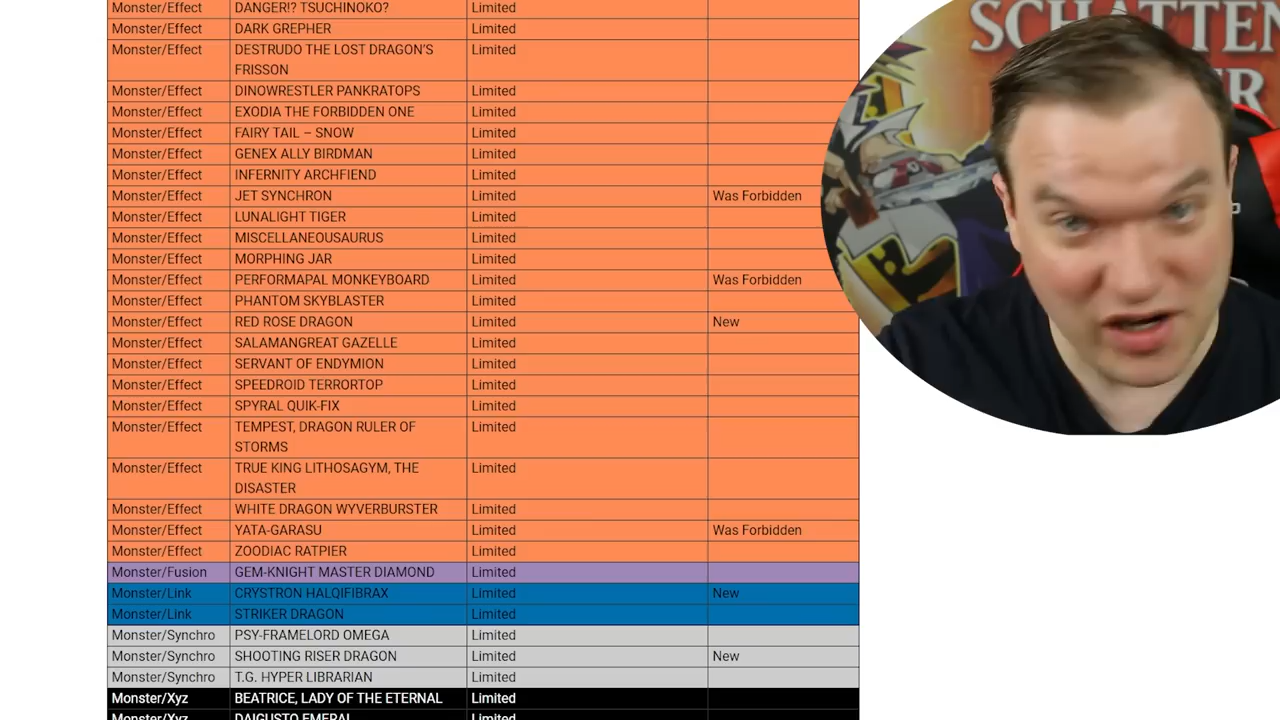 Monster/Effect DANGER!? TSUCHINOKO? Limited
Monster/Effect DARK GREPHER Limited
Monster/Effect DESTRUDO THE LOST DRAGON'S
FRISSON Limited
Monster/Effect DINOWRESTLER PANKRATOPS Limited
Monster/Effect EXODIA THE FORBIDDEN ONE Limited
Monster/Effect FAIRY TAIL – SNOW Limited
Monster/Effect GENEX ALLY BIRDMAN Limited
Monster/Effect INFERNITY ARCHFIEND Limited
Monster/Effect JET SYNCHRON Limited Was Forbidden
Monster/Effect LUNALIGHT TIGER Limited
Monster/Effect MISCELLANEOUSAURUS Limited
Monster/Effect MORPHING JAR Limited
Monster/Effect PERFORMAPAL MONKEYBOARD Limited Was Forbidden
Monster/Effect PHANTOM SKYBLASTER Limited
Monster/Effect RED ROSE DRAGON Limited New
Monster/Effect SALAMANGREAT GAZELLE Limited
Monster/Effect SERVANT OF ENDYMION Limited
Monster/Effect SPEEDROID TERRORTOP Limited
Monster/Effect SPYRAL QUIK-FIX Limited
Monster/Effect TEMPEST, DRAGON RULER OF
STORMS Limited
Monster/Effect TRUE KING LITHOSAGYM, THE
DISASTER Limited
Monster/Effect WHITE DRAGON WYVERBURSTER Limited
Monster/Effect YATA-GARASU Limited Was Forbidden
Monster/Effect ZOODIAC RATPIER Limited
Monster/Fusion GEM-KNIGHT MASTER DIAMOND Limited
Monster/Link CRYSTRON HALQIFIBRAX Limited New
Monster/Link STRIKER DRAGON Limited
Monster/Synchro PSY-FRAMELORD OMEGA Limited
Monster/Synchro SHOOTING RISER DRAGON Limited New
Monster/Synchro T.G. HYPER LIBRARIAN Limited
Monster/Xyz BEATRICE, LADY OF THE ETERNAL Limited
Monster/Xyz DAIGUSTO EMERAL Limited
SCHATTEN